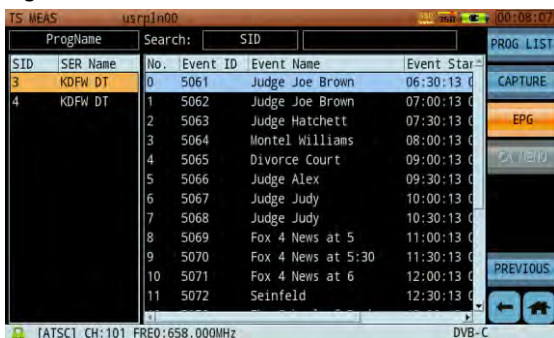 TS MEAS usrpln00 00:08:07
ProgName Search: SID PROG LIST
SID SER Name No. Event ID Event Name Event Star
3 KDFW DT 0 5061 Judge Joe Brown 06:30:13 CAPTURE
4 KDFW DT 1 5062 Judge Joe Brown 07:00:13
2 5063 Judge Hatchett 07:30:13 EPG
3 5064 Montel Williams 08:00:13
4 5065 Divorce Court 09:00:13
5 5066 Judge Alex 09:30:13
6 5067 Judge Judy 10:00:13
7 5068 Judge Judy 10:30:13
8 5069 Fox 4 News at 5 11:00:13
9 5070 Fox 4 News at 5:30 11:30:13
10 5071 Fox 4 News at 6 12:00:13 PREVIOUS
11 5072 Seinfeld 12:30:13
[ATSC] CH:101 FREQ:658.000MHz DVB-C